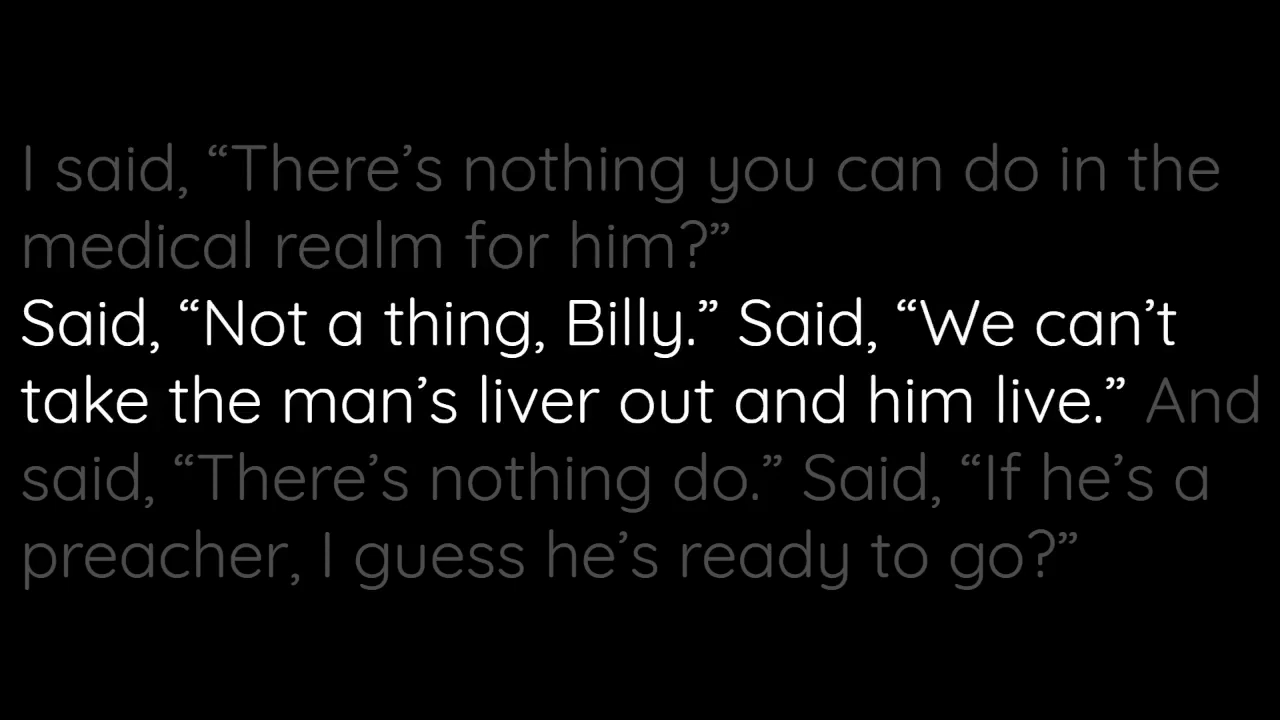 I said, “There’s nothing you can do in the
medical realm for him?”
Said, “Not a thing, Billy.” Said, “We can’t
take the man’s liver out and him live.” And
said, “There’s nothing do.” Said, “If he’s a
preacher, I guess he’s ready to go?”